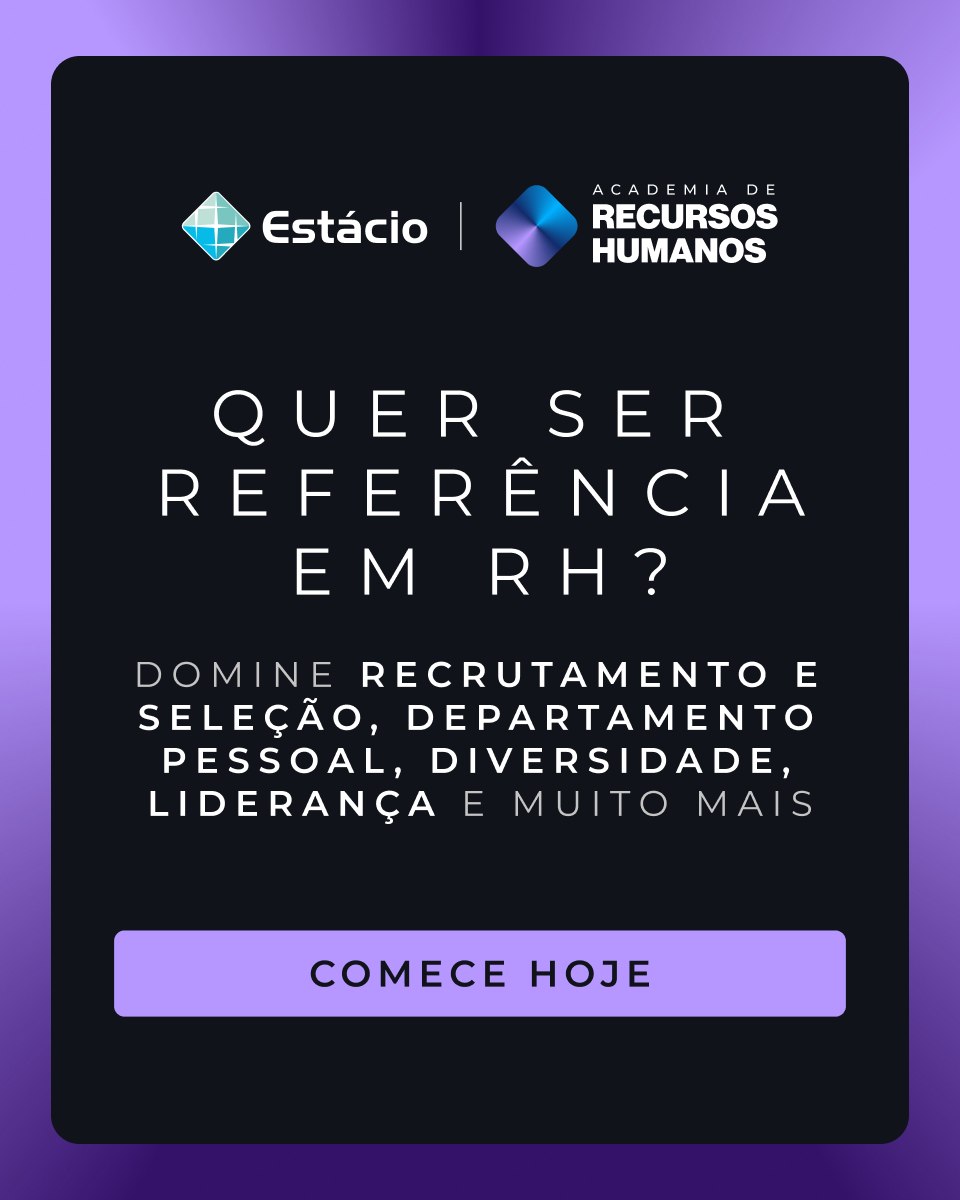 Estácio
ACADEMIA DE
RECURSOS
HUMANOS
QUER SER
REFERÊNCIA
EM RH?
DOMINE RECRUTAMENTO E
SELEÇÃO, DEPARTAMENTO
PESSOAL, DIVERSIDADE,
LIDERANÇA E MUITO MAIS
COMECE HOJE